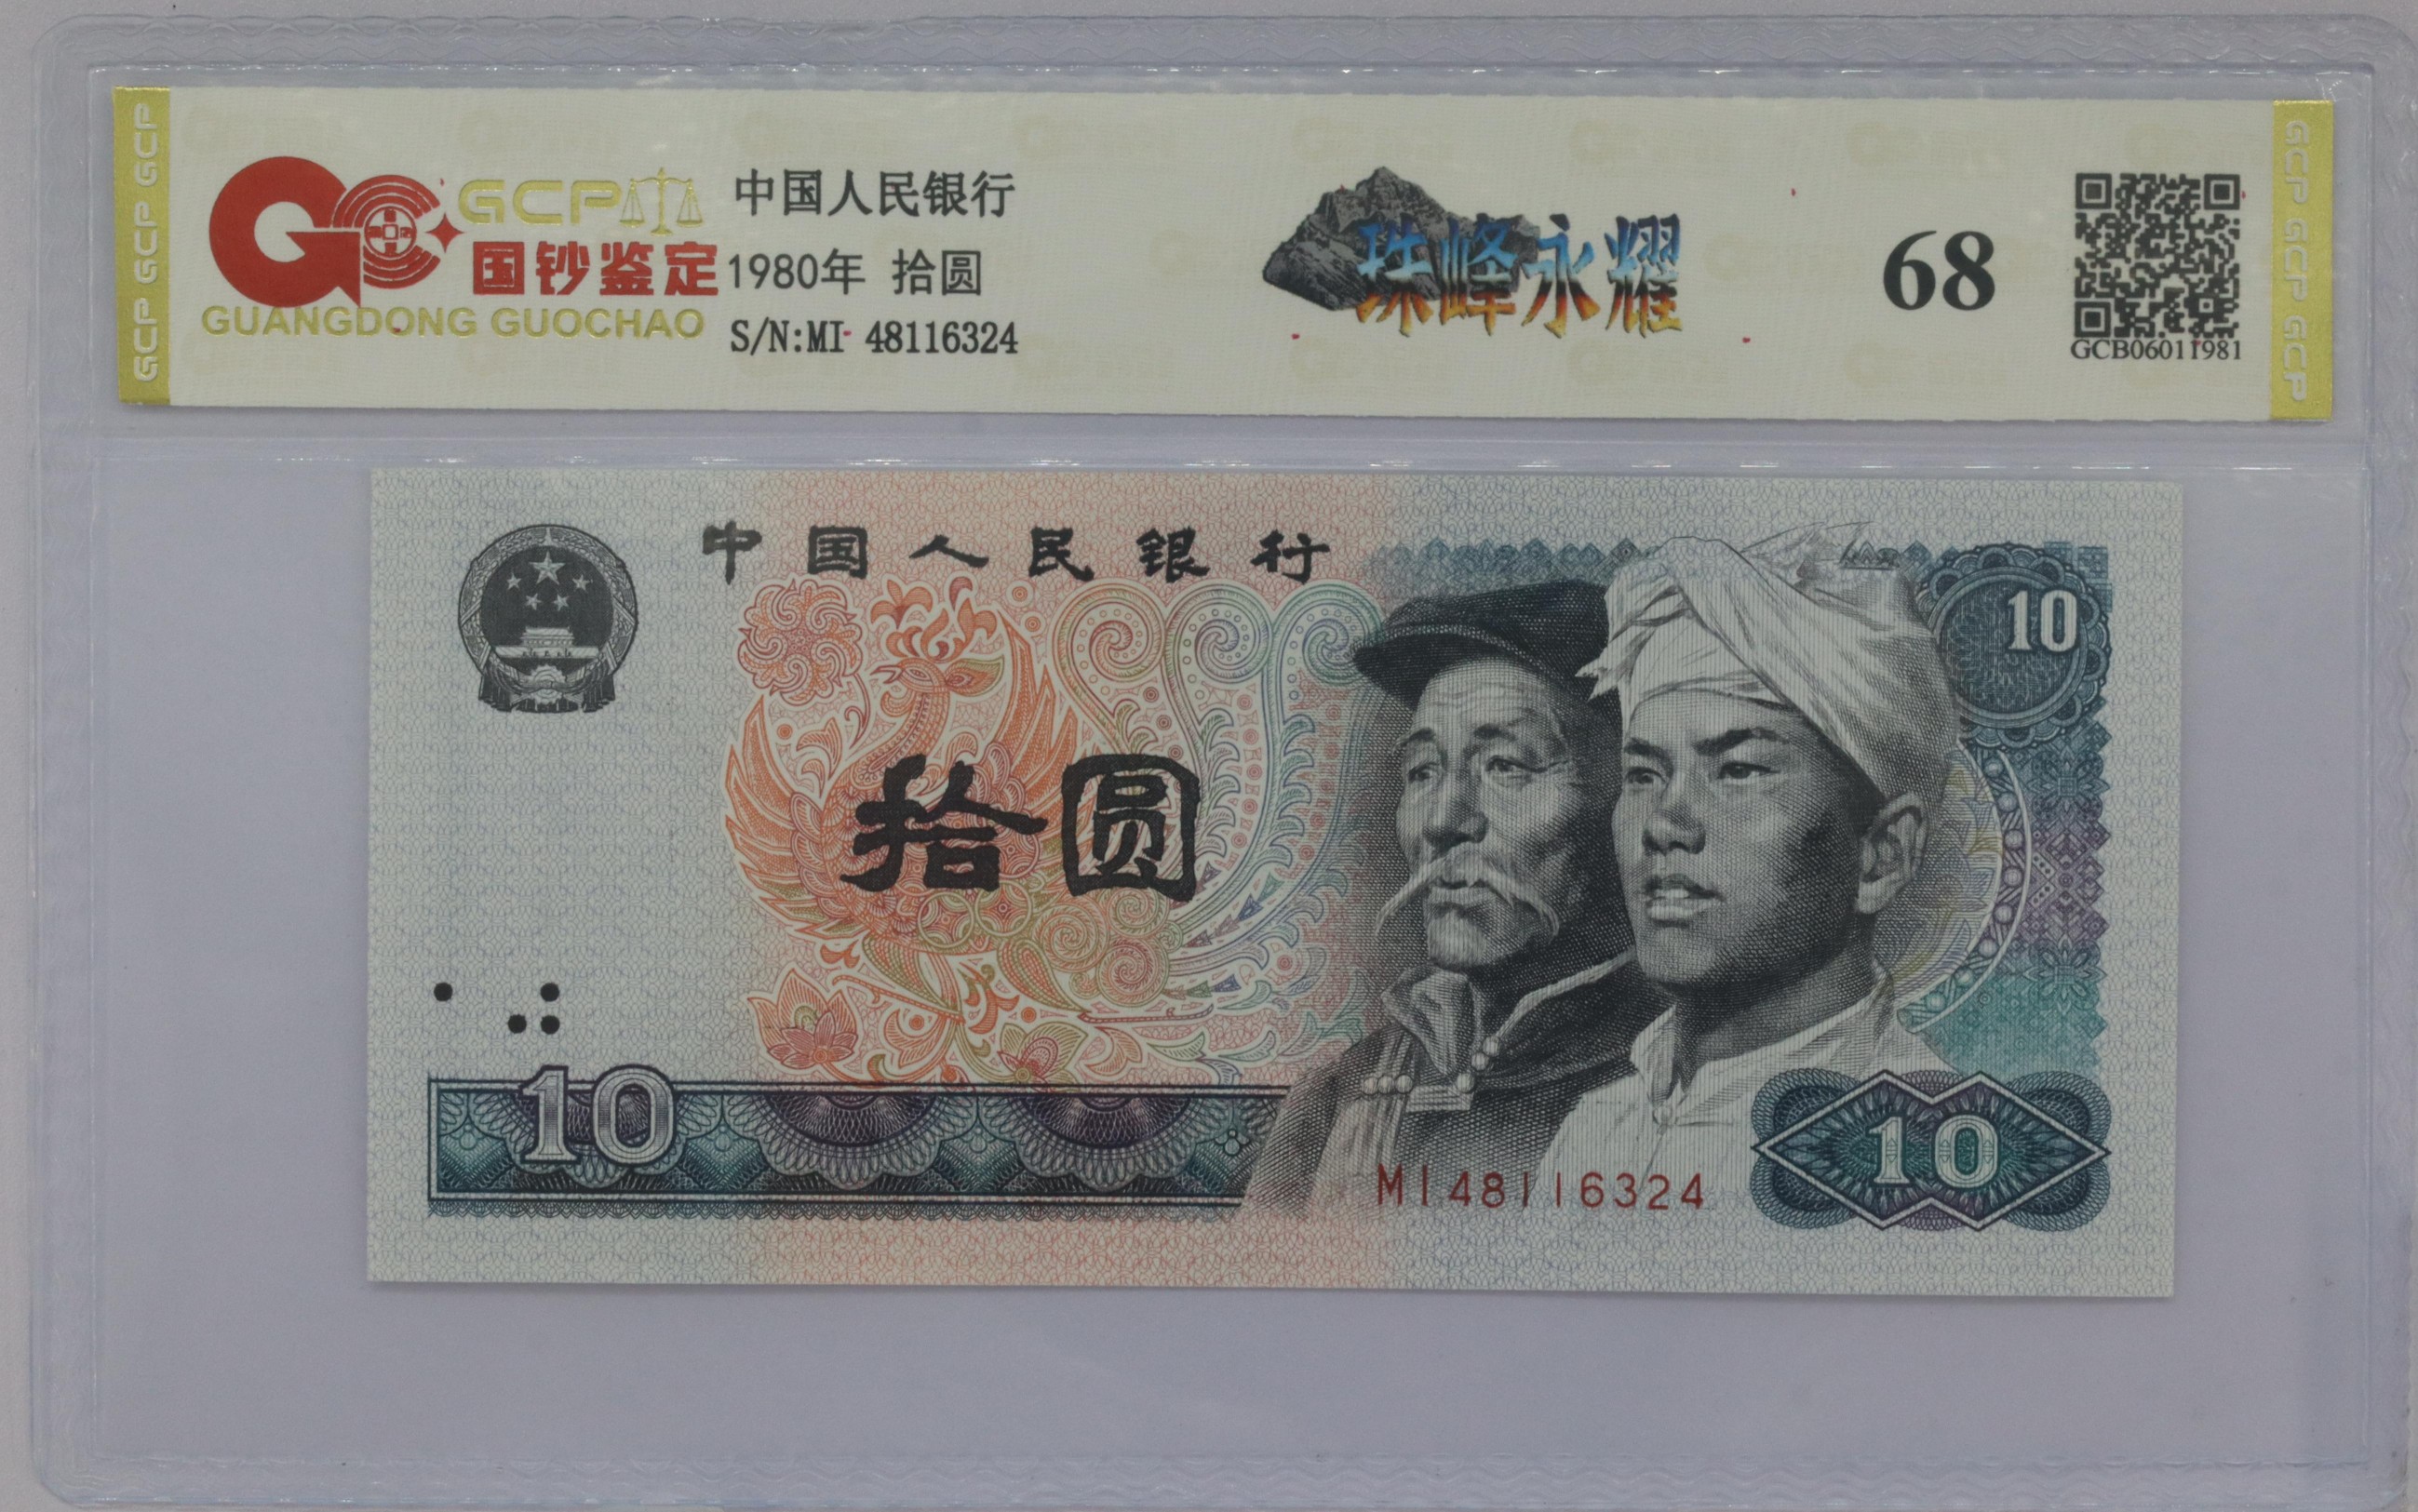 GCP
国钞鉴定
GUANGDONG GUOCHAO
中国人民银行
1980年 拾圆
S/N:MI 48116324
珠峰永耀
68
GCB06011981
GCP GCP GCP
GCP GCP GCP GCP
中国人民银行
10
拾圆
10
MI48116324
10